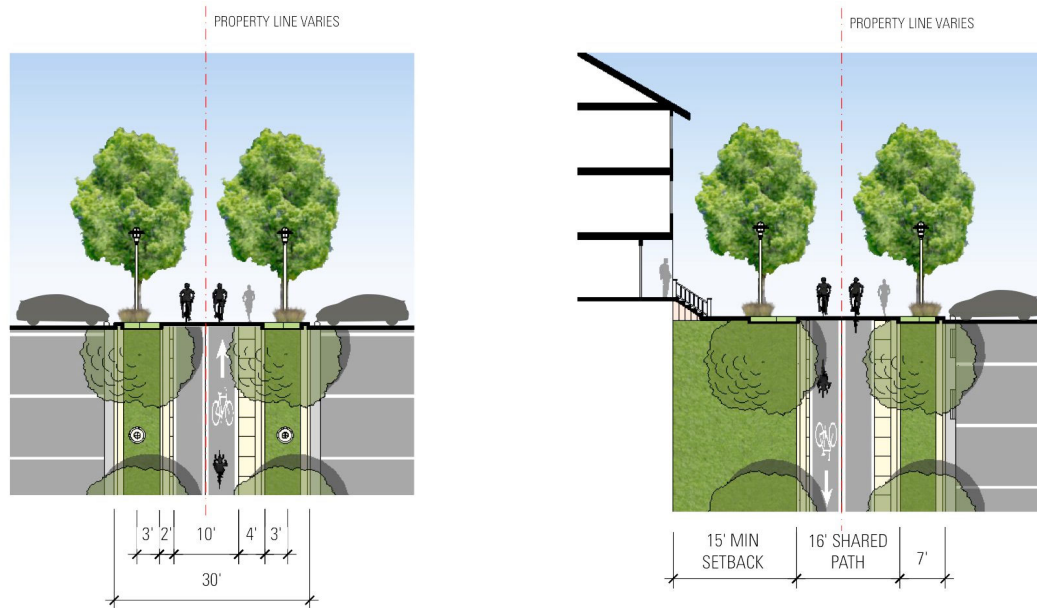 PROPERTY LINE VARIES
3' 2' 10' 4' 3'
30'
PROPERTY LINE VARIES
15' MIN
SETBACK
16' SHARED
PATH
7'